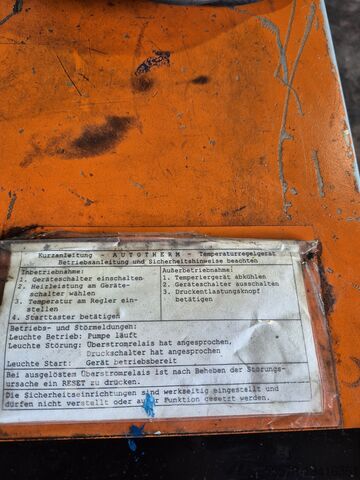 Kurzanleitung - AUTOTHERM - Temperaturregelgerät
Betriebsanleitung und Sicherheitshinweise beachten
Inbetriebnahme:
1. Geräteschalter einschalten
2. Heizleistung am Geräte-
schalter wählen
3. Temperatur am Regler ein-
stellen
4. Starttaster betätigen
Außerbetriebnahme:
1. Temperiergerät abkühlen
2. Geräteschalter ausschalten
3. Druckentlastungsknopf
betätigen
Betriebs- und Störmeldungen:
Leuchte Betrieb: Pumpe läuft
Leuchte Störung: Überstromrelais hat angesprochen,
Druckschalter hat angesprochen
Leuchte Start: Gerät betriebsbereit
Bei ausgelöstem Überstromrelais ist nach Beheben der Störungs-
ursache ein RESET zu drücken.
Die Sicherheitseinrichtungen sind werkseitig eingestellt und
dürfen nicht verstellt oder außer Funktion gesetzt werden.